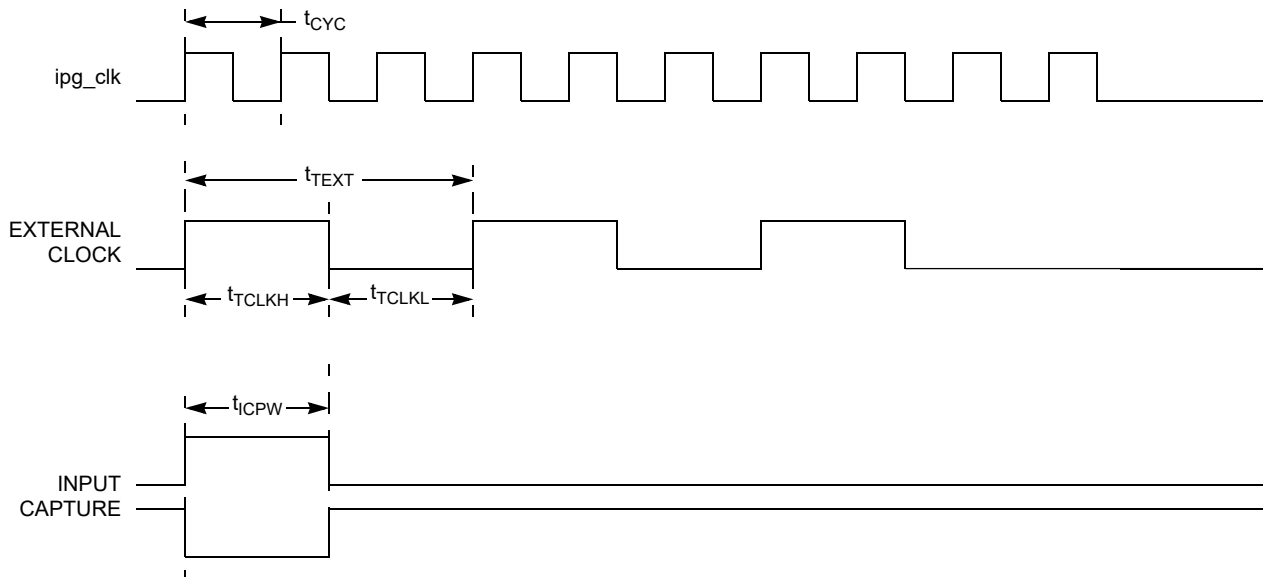 tCYC
ipg_clk
tTEXT
EXTERNAL
CLOCK
tTCLKH
tTCLKL
tICPW
INPUT
CAPTURE